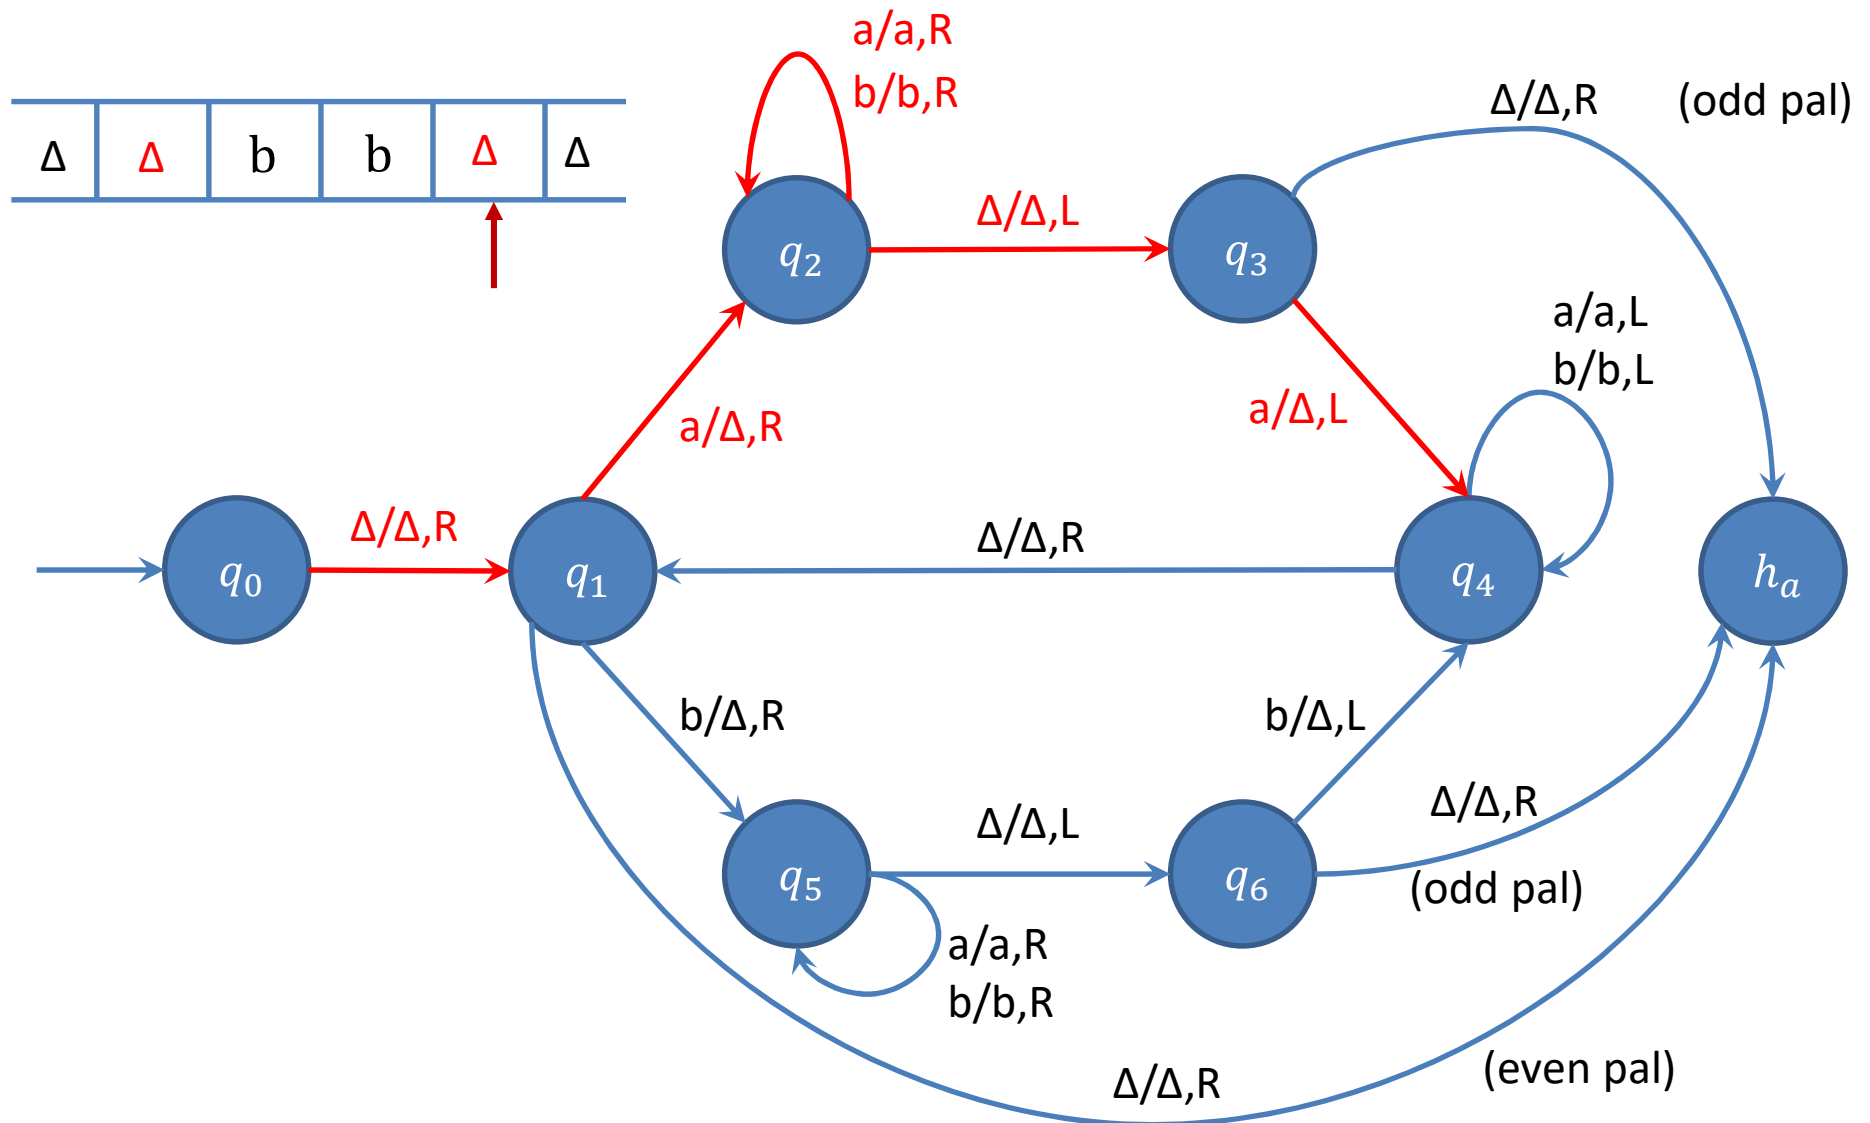 a/a,R
b/b,R
Δ/Δ,R
(odd pal)
Δ Δ b b Δ Δ
Δ/Δ,L
q2
q3
a/a,L
b/b,L
a/Δ,R
a/Δ,L
Δ/Δ,R
Δ/Δ,R
q0
q1
q4
ha
b/Δ,R
b/Δ,L
Δ/Δ,L
Δ/Δ,R
q5
q6
(odd pal)
a/a,R
b/b,R
Δ/Δ,R
(even pal)